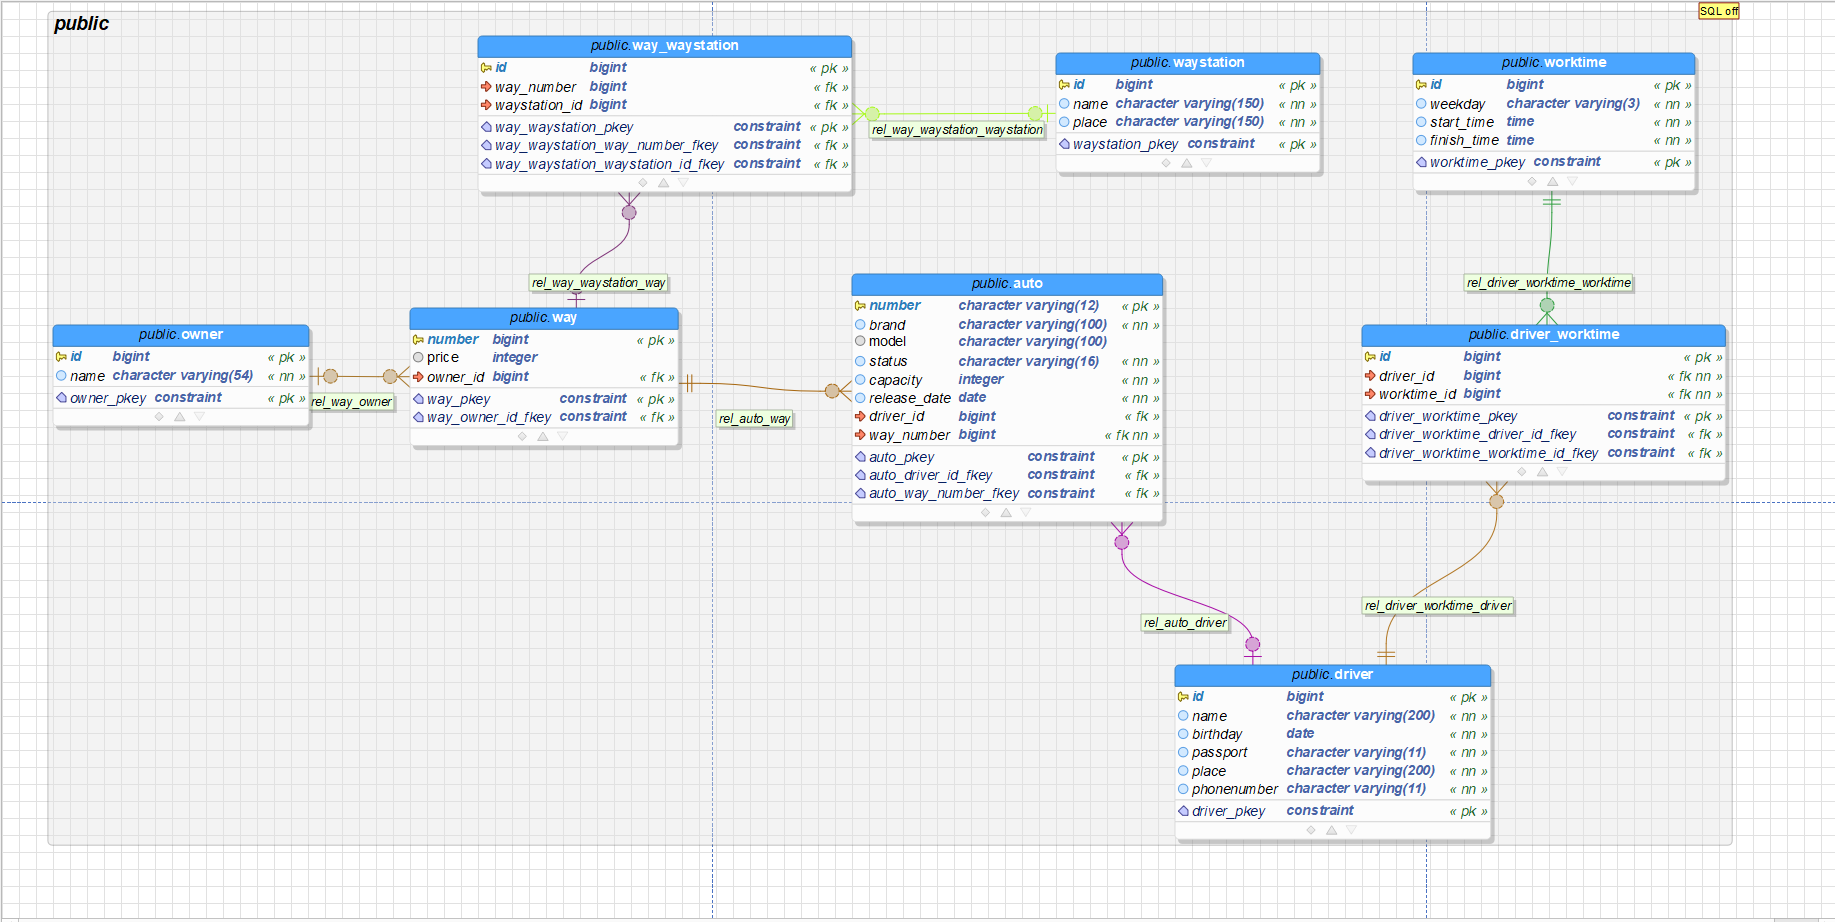 public
SQL off
public.way_waystation
id bigint « pk »
way_number bigint « fk »
waystation_id bigint « fk »
way_waystation_pkey constraint « pk »
way_waystation_way_number_fkey constraint « fk »
way_waystation_waystation_id_fkey constraint « fk »
rel_way_waystation_waystation
public.waystation
id bigint « pk »
name character varying(150) « nn »
place character varying(150) « nn »
waystation_pkey constraint « pk »
public.worktime
id bigint « pk »
weekday character varying(3) « nn »
start_time time « nn »
finish_time time « nn »
worktime_pkey constraint « pk »
rel_way_waystation_way
rel_driver_worktime_worktime
public.owner
id bigint « pk »
name character varying(54) « nn »
owner_pkey constraint « pk »
rel_way_owner
public.way
number bigint « pk »
price integer
owner_id bigint « fk »
way_pkey constraint « pk »
way_owner_id_fkey constraint « fk »
rel_auto_way
public.auto
number character varying(12) « pk »
brand character varying(100) « nn »
model character varying(100)
status character varying(16) « nn »
capacity integer « nn »
release_date date « nn »
driver_id bigint « fk »
way_number bigint « fk nn »
auto_pkey constraint « pk »
auto_driver_id_fkey constraint « fk »
auto_way_number_fkey constraint « fk »
public.driver_worktime
id bigint « pk »
driver_id bigint « fk nn »
worktime_id bigint « fk nn »
driver_worktime_pkey constraint « pk »
driver_worktime_driver_id_fkey constraint « fk »
driver_worktime_worktime_id_fkey constraint « fk »
rel_driver_worktime_driver
rel_auto_driver
public.driver
id bigint « pk »
name character varying(200) « nn »
birthday date « nn »
passport character varying(11) « nn »
place character varying(200) « nn »
phonenumber character varying(11) « nn »
driver_pkey constraint « pk »